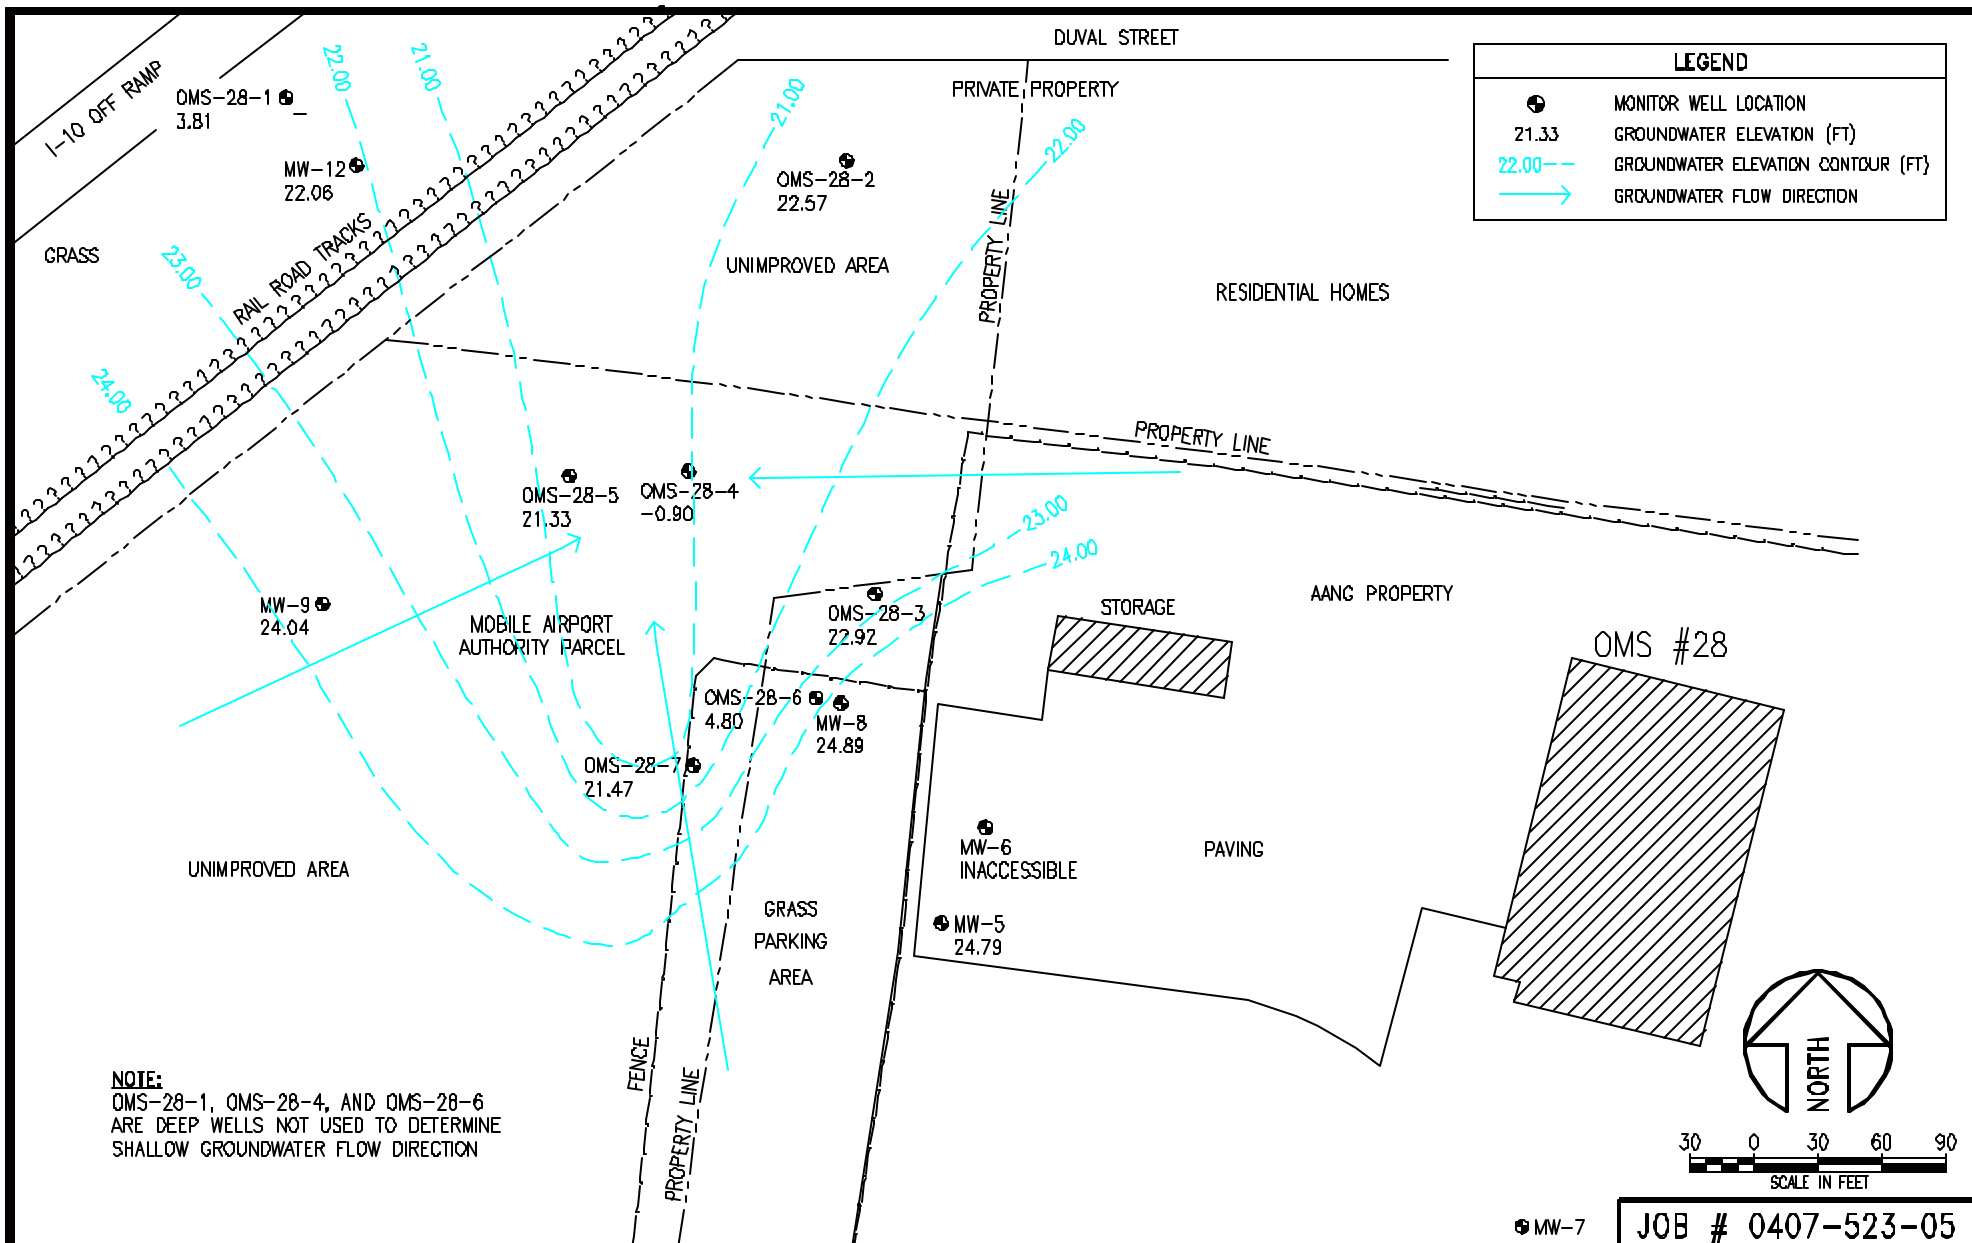 DUVAL STREET
LEGEND
MONITOR WELL LOCATION
21.33 GROUNDWATER ELEVATION (FT)
22.00-- GROUNDWATER ELEVATION CONTOUR (FT)
GROUNDWATER FLOW DIRECTION
I-10 OFF RAMP
OMS-28-1
3.81
22.00
21.00
21.00
PRIVATE PROPERTY
22.00
MW-12
22.06
OMS-28-2
22.57
GRASS
23.00
RAIL ROAD TRACKS
UNIMPROVED AREA
PROPERTY LINE
RESIDENTIAL HOMES
24.00
PROPERTY LINE
OMS-28-5
21.33
OMS-28-4
-0.90
23.00
24.00
MW-9
24.04
MOBILE AIRPORT
AUTHORITY PARCEL
OMS-28-3
22.92
STORAGE
AANG PROPERTY
OMS #28
OMS-28-6
4.80
MW-8
24.89
OMS-28-7
21.47
UNIMPROVED AREA
MW-6
INACCESSIBLE
PAVING
GRASS
PARKING
AREA
MW-5
24.79
FENCE
PROPERTY LINE
NOTE:
OMS-28-1, OMS-28-4, AND OMS-28-6
ARE DEEP WELLS NOT USED TO DETERMINE
SHALLOW GROUNDWATER FLOW DIRECTION
NORTH
30 0 30 60 90
SCALE IN FEET
MW-7
JOB # 0407-523-05